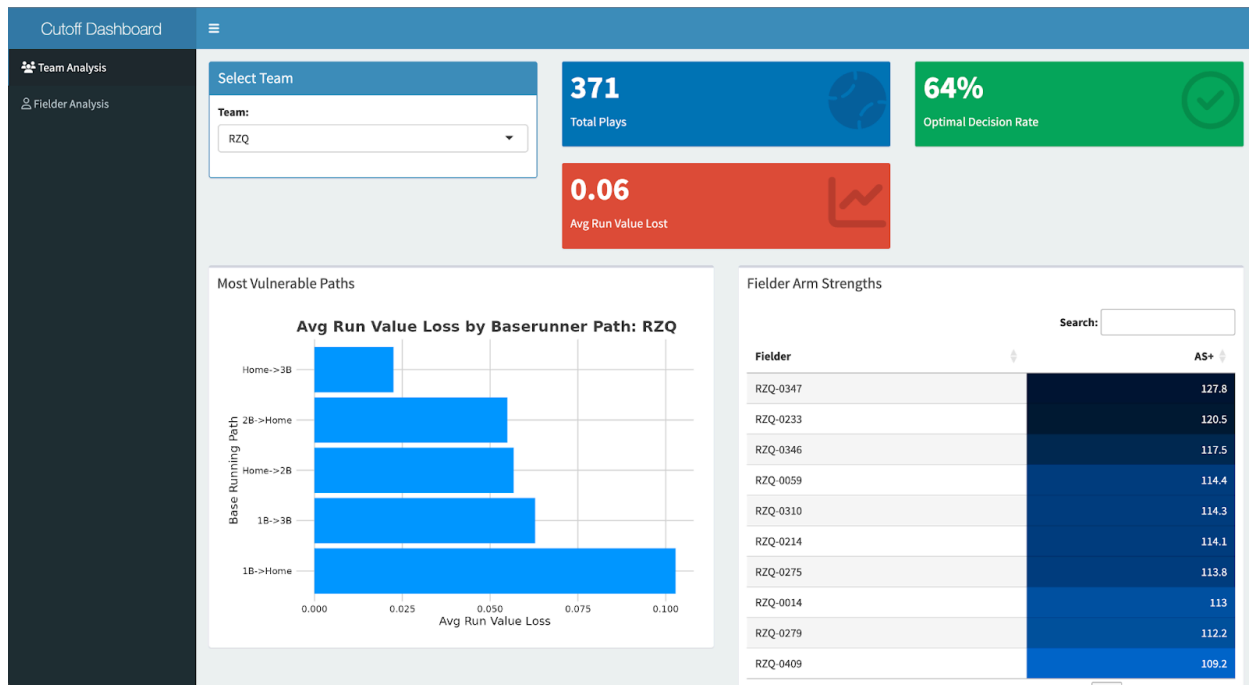 Cutoff Dashboard
Team Analysis
Fielder Analysis
Select Team
Team:
RZQ
371
Total Plays
64%
Optimal Decision Rate
0.06
Avg Run Value Lost
Most Vulnerable Paths
Avg Run Value Loss by Baserunner Path: RZQ
Base Running Path
Home->3B
2B->Home
Home->2B
1B->3B
1B->Home
0.000 0.025 0.050 0.075 0.100
Avg Run Value Loss
Fielder Arm Strengths
Search:
Fielder AS+
RZQ-0347 127.8
RZQ-0233 120.5
RZQ-0346 117.5
RZQ-0059 114.4
RZQ-0310 114.3
RZQ-0214 114.1
RZQ-0275 113.8
RZQ-0014 113
RZQ-0279 112.2
RZQ-0409 109.2